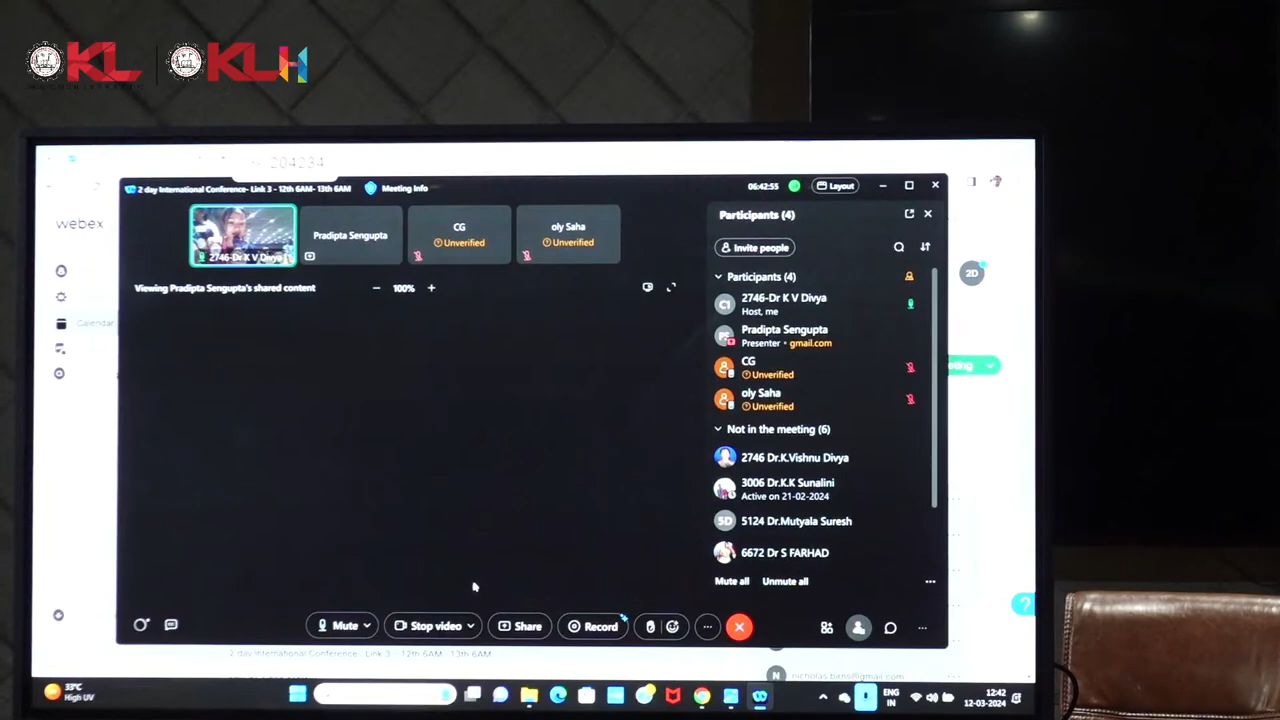 KL
KLH
204234
2 day International Conference- Link 3 - 12th 6AM- 13th 6AM
Meeting Info
06:42:55
Layout
webex
2746-Dr K V Divya
Pradipta Sengupta
CG
Unverified
oly Saha
Unverified
Participants (4)
Invite people
Viewing Pradipta Sengupta's shared content
100%
Calendar
Participants (4)
2746-Dr K V Divya
Host, me
Pradipta Sengupta
Presenter • gmail.com
CG
Unverified
oly Saha
Unverified
Not in the meeting (6)
2746 Dr.K.Vishnu Divya
3006 Dr.K.K Sunalini
Active on 21-02-2024
5D
5124 Dr.Mutyala Suresh
6672 Dr S FARHAD
Mute all
Unmute all
2D
eting
?
Mute
Stop video
Share
Record
2 day International Conference- Link 3 - 12th 6AM- 13th 6AM
N
33°C
High UV
ENG
IN
12:42
12-03-2024